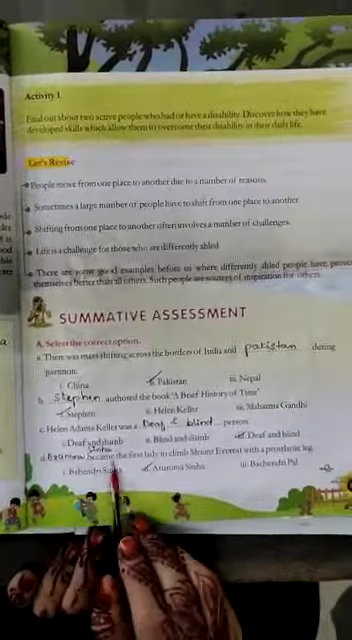 Activity 1
Find out about two active people who had or have a disability. Discover how they have
developed skills which allow them to overcome their disability in their daily life.
Let's Revise
People move from one place to another due to a number of reasons.
Sometimes a large number of people have to shift from one place to another
Shifting from one place to another often involves a number of challenges.
Life is a challenge for those who are differently abled
There are some good examples before us where differently abled people have proved
themselves better than all others. Such people are sources of inspiration for others.
SUMMATIVE ASSESSMENT
A. Select the correct option.
a. There was mass shifting across the borders of India and pakistan during
partition.
i. China ii. Pakistan iii. Nepal
b. Stephen authored the book 'A Brief History of Time'
i. Stephen ii. Helen Keller iii. Mahatma Gandhi
c. Helen Adams Keller was a Deaf & blind person.
i. Deaf and dumb ii. Blind and dumb iii. Deaf and blind
Sinha
d. became the first lady to climb Mount Everest with a prosthetic leg.
i. Bahendri Sinha ii. Arunima Sinha iii. Bachendri Pal